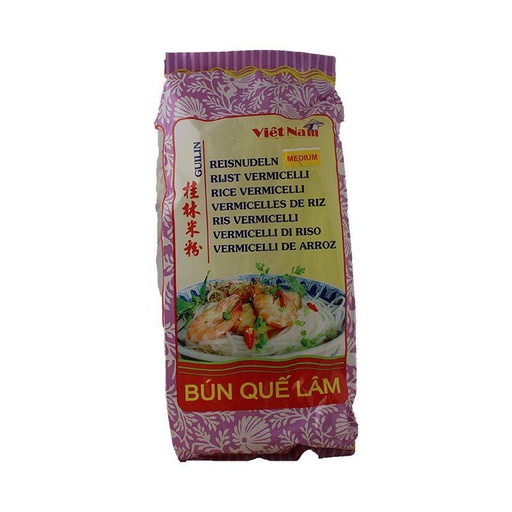 Việt Nam
GUILIN
桂林米粉
REISNUDELN MEDIUM
RIJST VERMICELLI
RICE VERMICELLI
VERMICELLES DE RIZ
RIS VERMICELLI
VERMICELLI DI RISO
VERMICELLI DE ARROZ
BÚN QUẾ LÂM